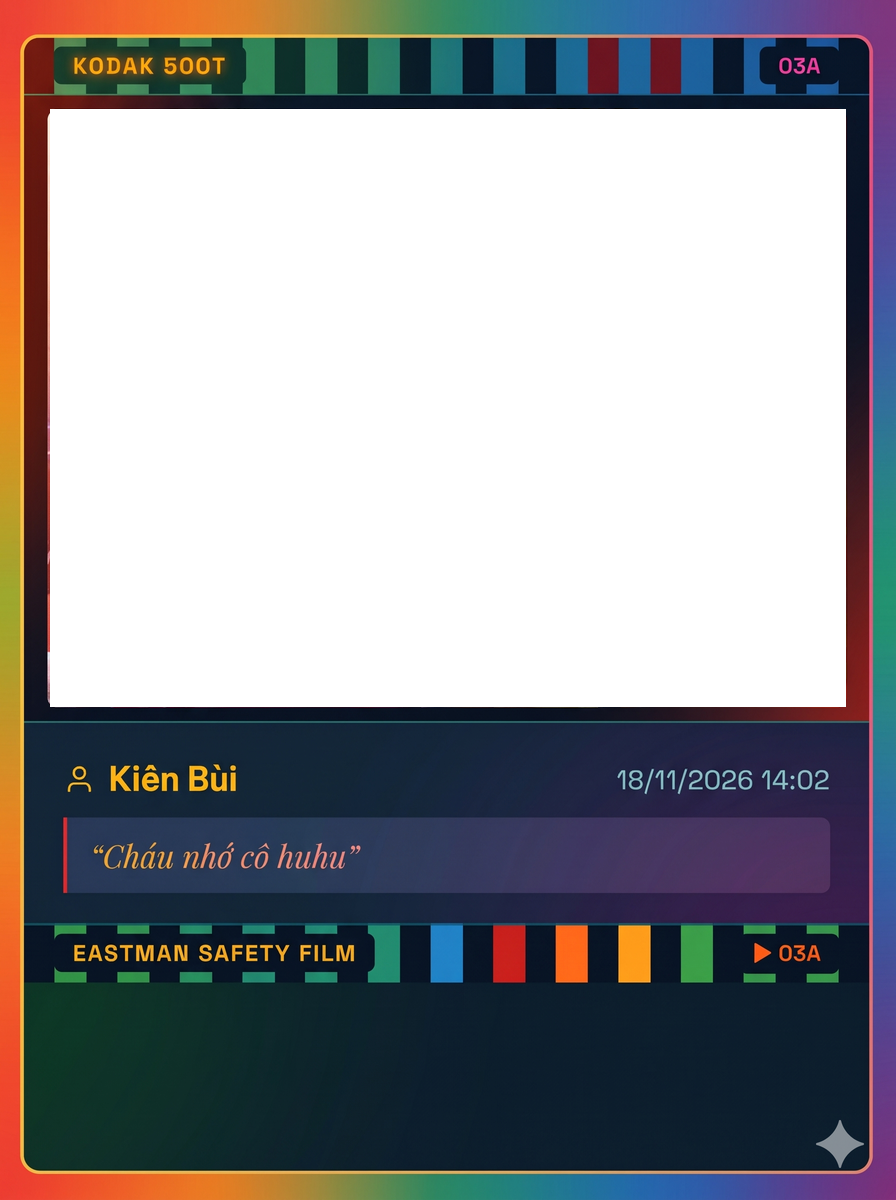 KODAK 500T
03A
Kiên Bùi
18/11/2026 14:02
“Cháu nhớ cô huhu”
EASTMAN SAFETY FILM
▶ 03A